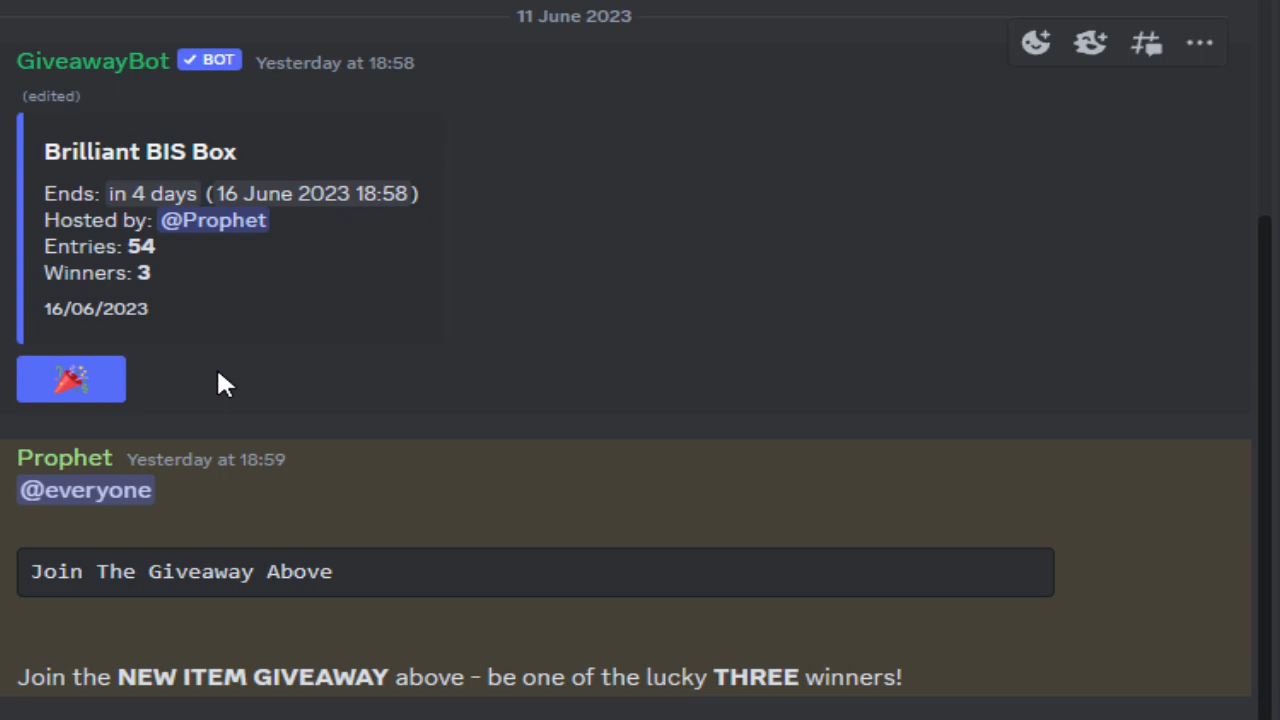 11 June 2023
GiveawayBot BOT Yesterday at 18:58
(edited)
Brilliant BIS Box
Ends: in 4 days (16 June 2023 18:58)
Hosted by: @Prophet
Entries: 54
Winners: 3
16/06/2023
Prophet Yesterday at 18:59
@everyone
Join The Giveaway Above
Join the NEW ITEM GIVEAWAY above - be one of the lucky THREE winners!